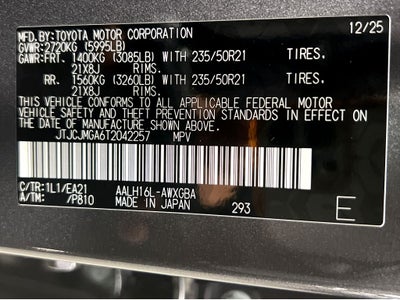 MFD.BY:TOYOTA MOTOR CORPORATION 12/25
GVWR:2720KG (5995LB)
GAWR:FRT. 1400KG (3085LB) WITH 235/50R21 TIRES.
21X8J RIMS.
RR. 1560KG (3260LB) WITH 235/50R21 TIRES.
21X8J RIMS.
THIS VEHICLE CONFORMS TO ALL APPLICABLE FEDERAL MOTOR
VEHICLE SAFETY AND THEFT PREVENTION STANDARDS IN EFFECT ON
THE DATE OF MANUFACTURE SHOWN ABOVE.
JTJCJMGA6T2042257 MPV
C/TR:1L1/EA21 AALH16L-AWXGBA
A/TM: /P810 MADE IN JAPAN 293 E